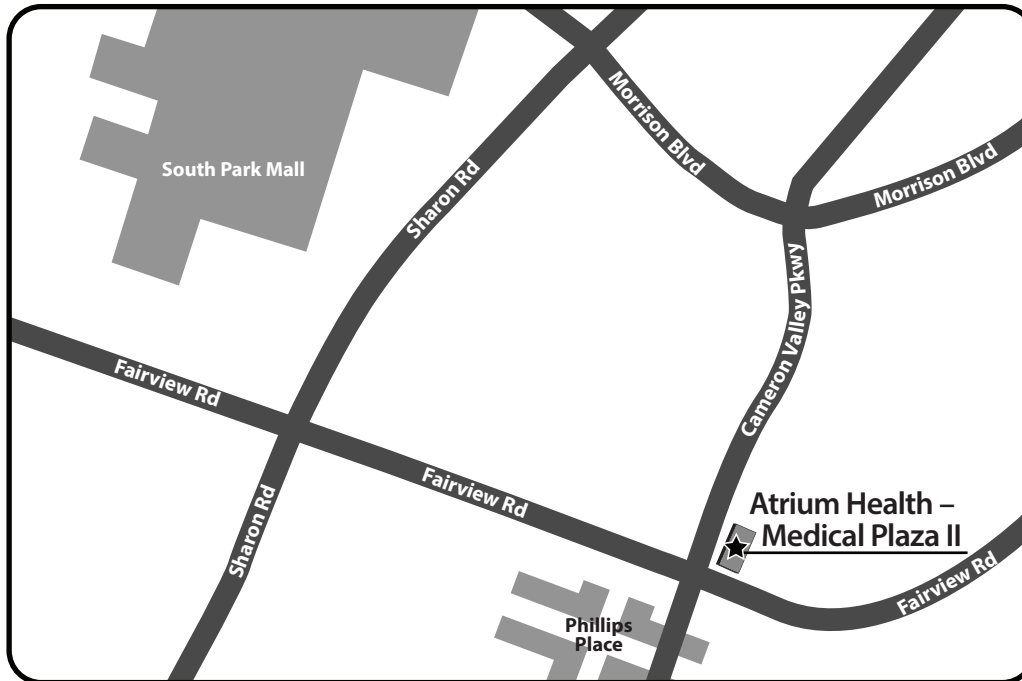 Morrison Blvd
Morrison Blvd
South Park Mall
Sharon Rd
Cameron Valley Pkwy
Fairview Rd
Fairview Rd
Sharon Rd
Atrium Health –
Medical Plaza II
Fairview Rd
Phillips
Place